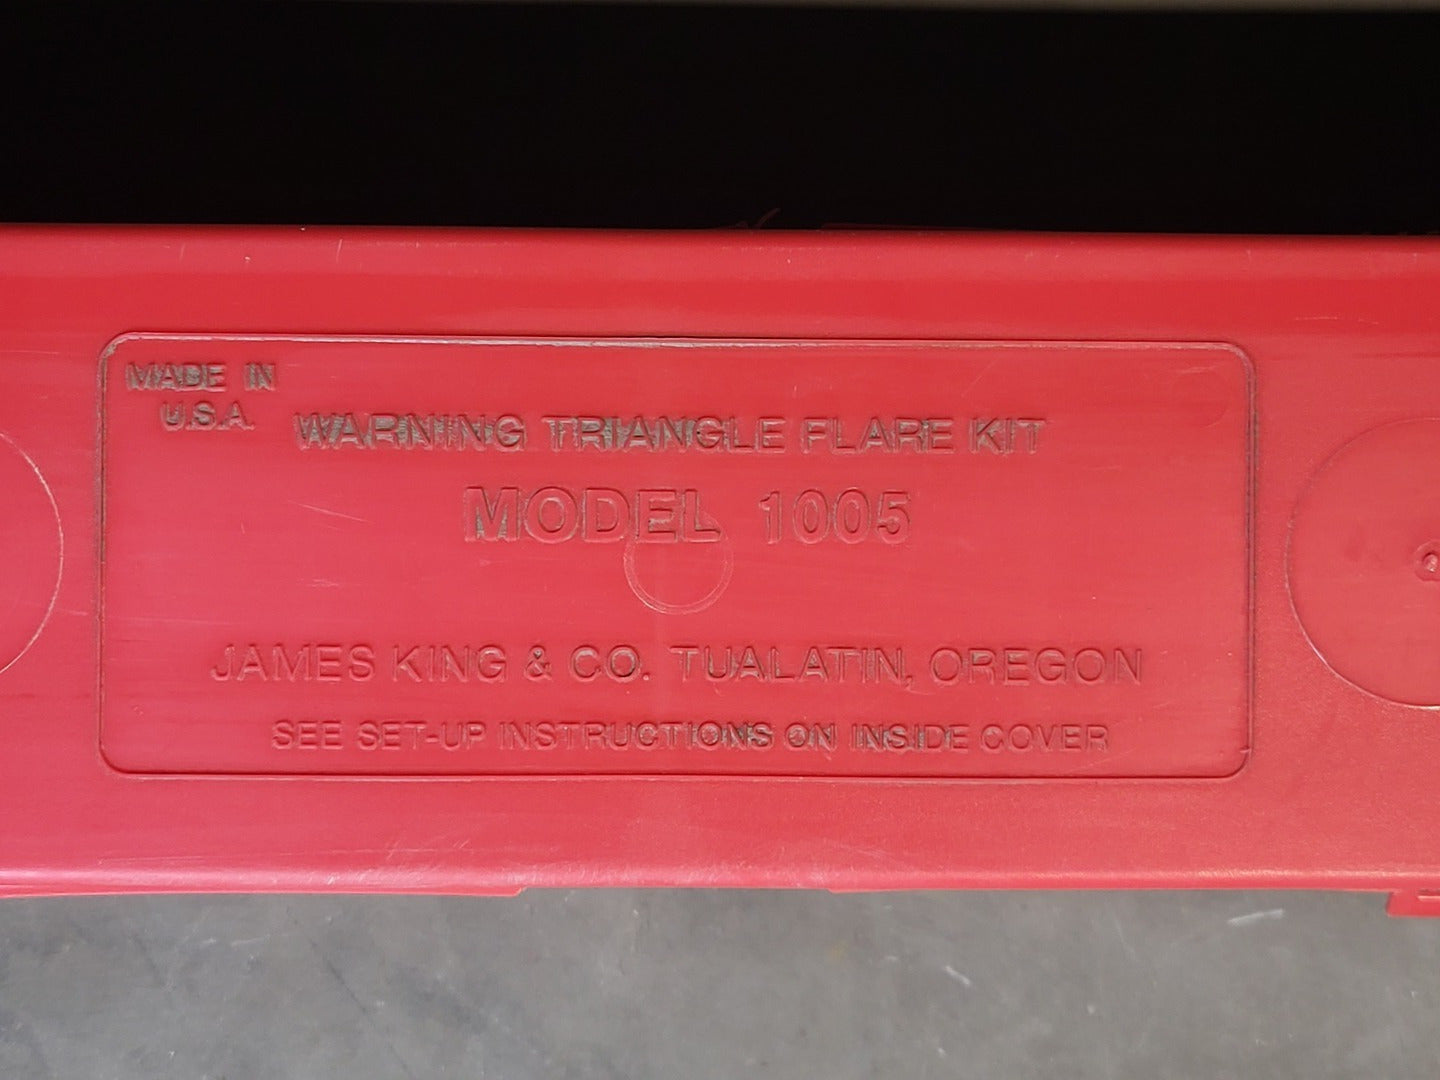 MADE IN
U.S.A.
WARNING TRIANGLE FLARE KIT
MODEL 1005
JAMES KING & CO. TUALATIN, OREGON
SEE SET-UP INSTRUCTIONS ON INSIDE COVER